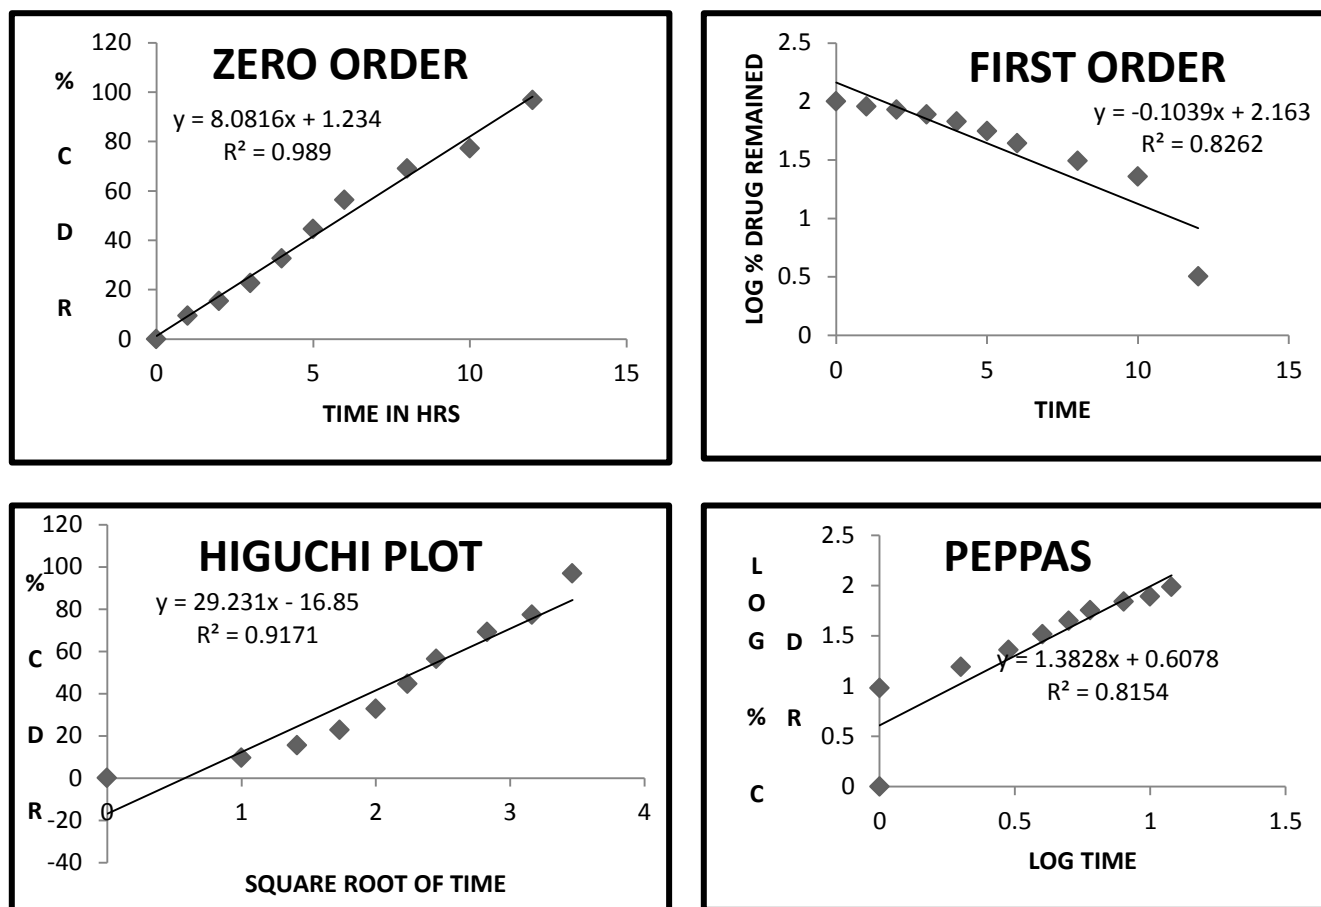 ZERO ORDER
y = 8.0816x + 1.234
R² = 0.989
%
C
D
R
120
100
80
60
40
20
0
0 5 10 15
TIME IN HRS
FIRST ORDER
y = -0.1039x + 2.163
R² = 0.8262
LOG % DRUG REMAINED
2.5
2
1.5
1
0.5
0
0 5 10 15
TIME
HIGUCHI PLOT
y = 29.231x - 16.85
R² = 0.9171
%
C
D
R
120
100
80
60
40
20
0
-20
-40
0 1 2 3 4
SQUARE ROOT OF TIME
PEPPAS
y = 1.3828x + 0.6078
R² = 0.8154
L
O
G D
% R
C
2.5
2
1.5
1
0.5
0
0 0.5 1 1.5
LOG TIME